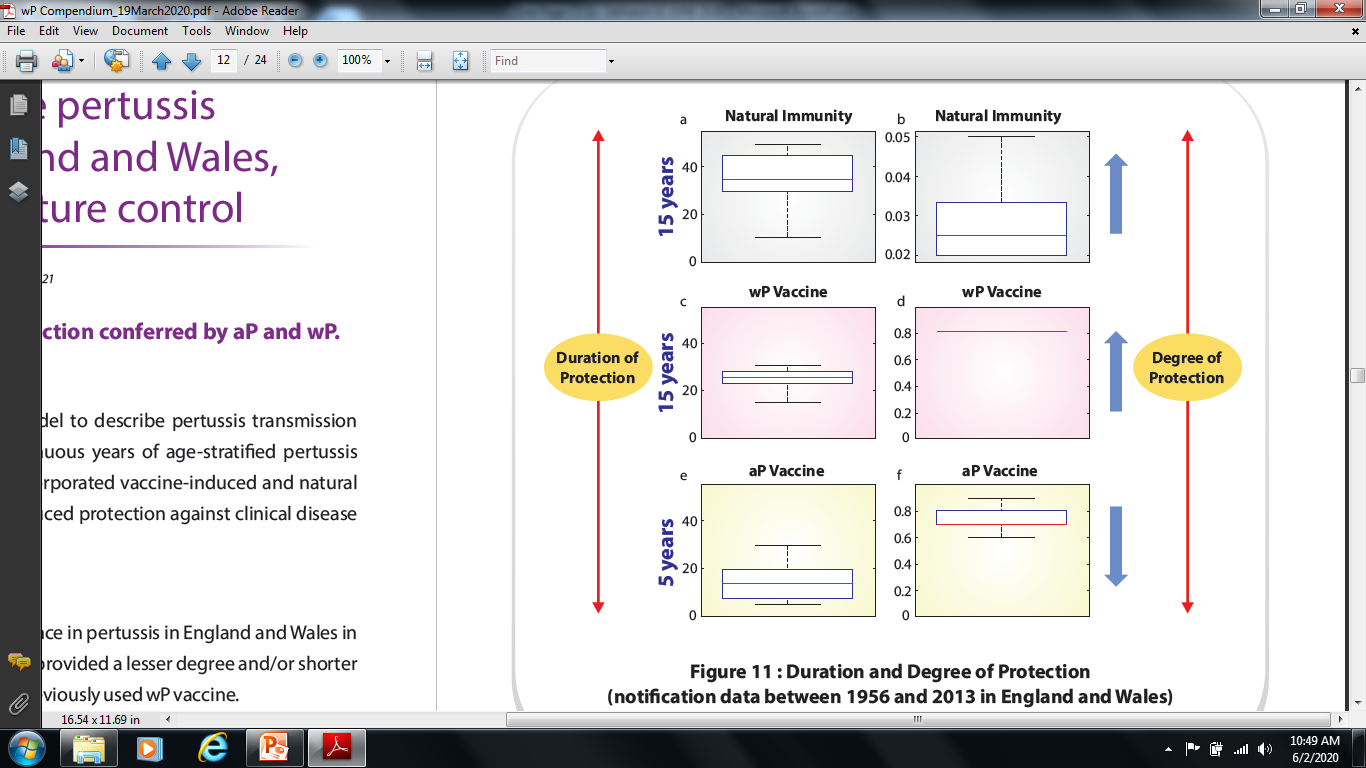 wP Compendium_19March2020.pdf - Adobe Reader
File Edit View Document Tools Window Help
12 / 24 100% Find
e pertussis
nd and Wales,
ture control
21
ction conferred by aP and wP.
del to describe pertussis transmission
nuous years of age-stratified pertussis
orporated vaccine-induced and natural
uced protection against clinical disease
nce in pertussis in England and Wales in
provided a lesser degree and/or shorter
eviously used wP vaccine.
Duration of
Protection
a Natural Immunity
15 years
40
20
0
b Natural Immunity
0.05
0.04
0.03
0.02
c wP Vaccine
15 years
40
20
0
d wP Vaccine
0.8
0.6
0.4
0.2
0
e aP Vaccine
5 years
40
20
0
f aP Vaccine
0.8
0.6
0.4
0.2
0
Degree of
Protection
Figure 11 : Duration and Degree of Protection
(notification data between 1956 and 2013 in England and Wales)
16.54 x 11.69 in
10:49 AM
6/2/2020